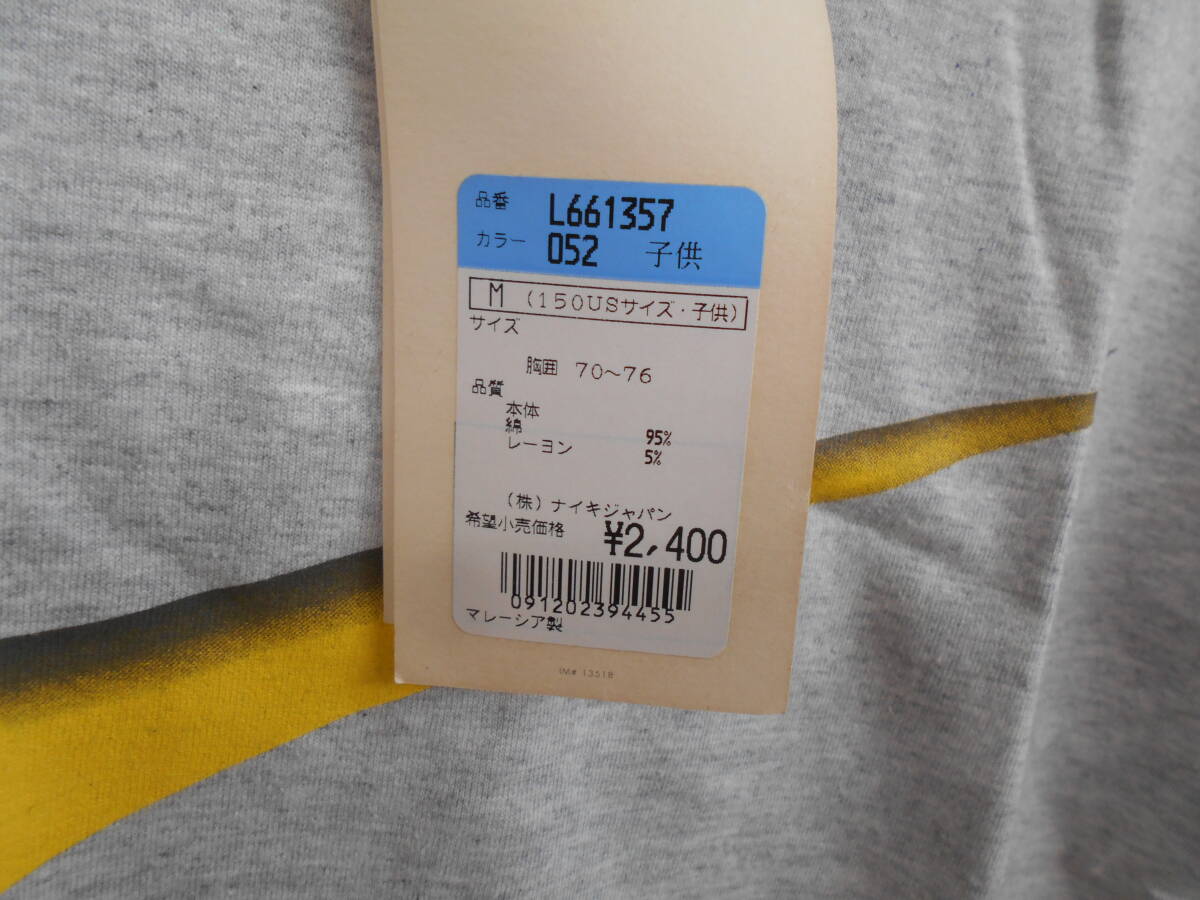 品番 L661357
カラー 052 子供
M (150USサイズ・子供)
サイズ
胸囲 70～76
品質
本体
綿 95%
レーヨン 5%
(株)ナイキジャパン
希望小売価格 ¥2,400
091202394455
マレーシア製
IM# 13518